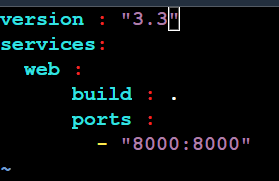 version : "3.3"
services:
  web :
      build : .
      ports :
        - "8000:8000"
~